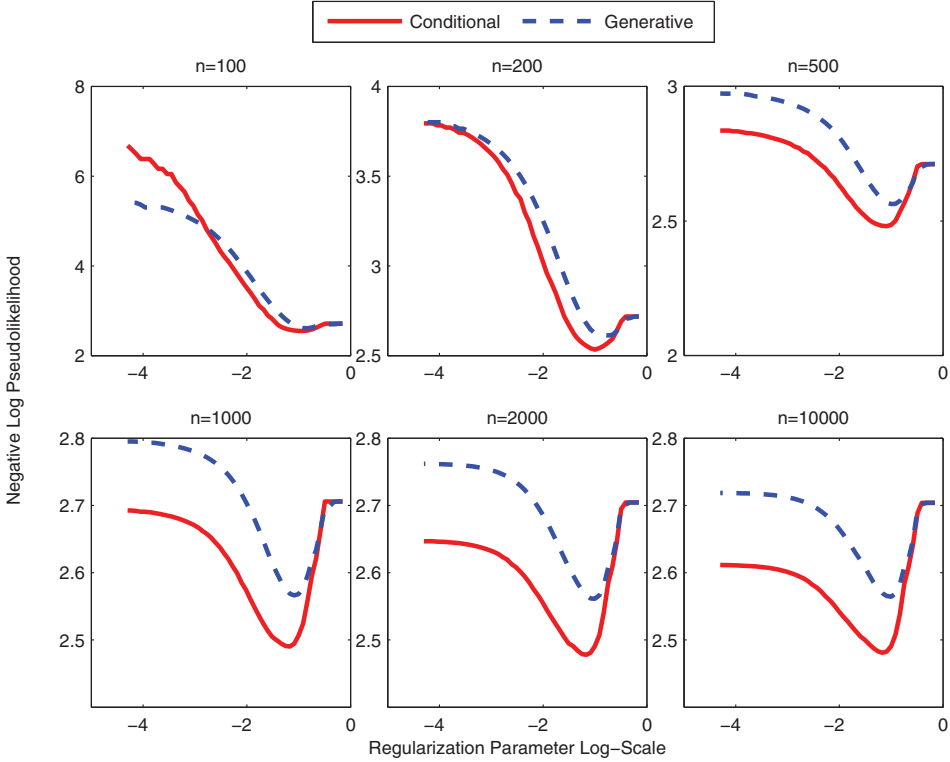 Conditional Generative
n=100 n=200 n=500
8 6 4 2
−4 −2 0
4 3.5 3 2.5
−4 −2 0
3 2.5 2
−4 −2 0
Negative Log Pseudolikelihood
n=1000 n=2000 n=10000
2.8 2.7 2.6 2.5
−4 −2 0
−4 −2 0
2.8 2.7 2.6 2.5
−4 −2 0
2.8 2.7 2.6 2.5
Regularization Parameter Log−Scale